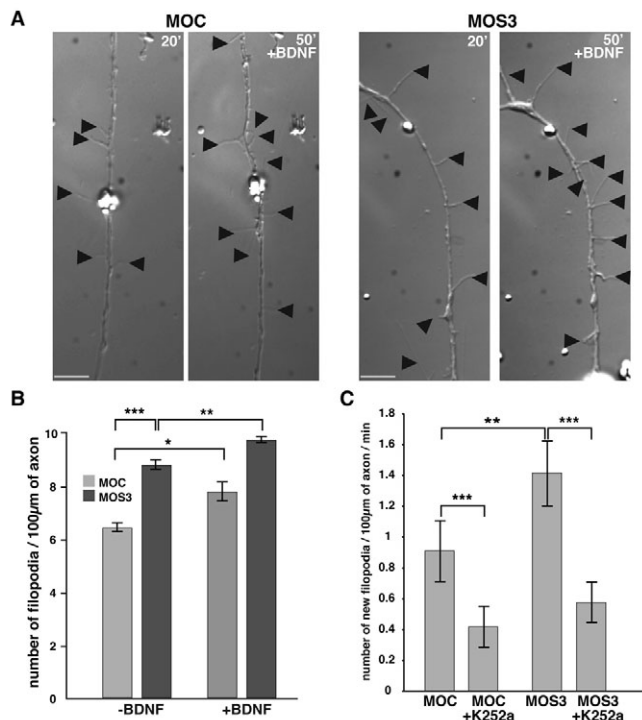 A
MOC
MOS3
20'
50'
+BDNF
20'
50'
+BDNF
B
number of filopodia / 100µm of axon
10
8
6
4
2
0
***
**
*
MOC
MOS3
-BDNF
+BDNF
C
number of new filopodia / 100µm of axon / min
1.8
1.6
1.4
1.2
1
0.8
0.6
0.4
0.2
0
**
***
***
MOC
MOC
+K252a
MOS3
MOS3
+K252a